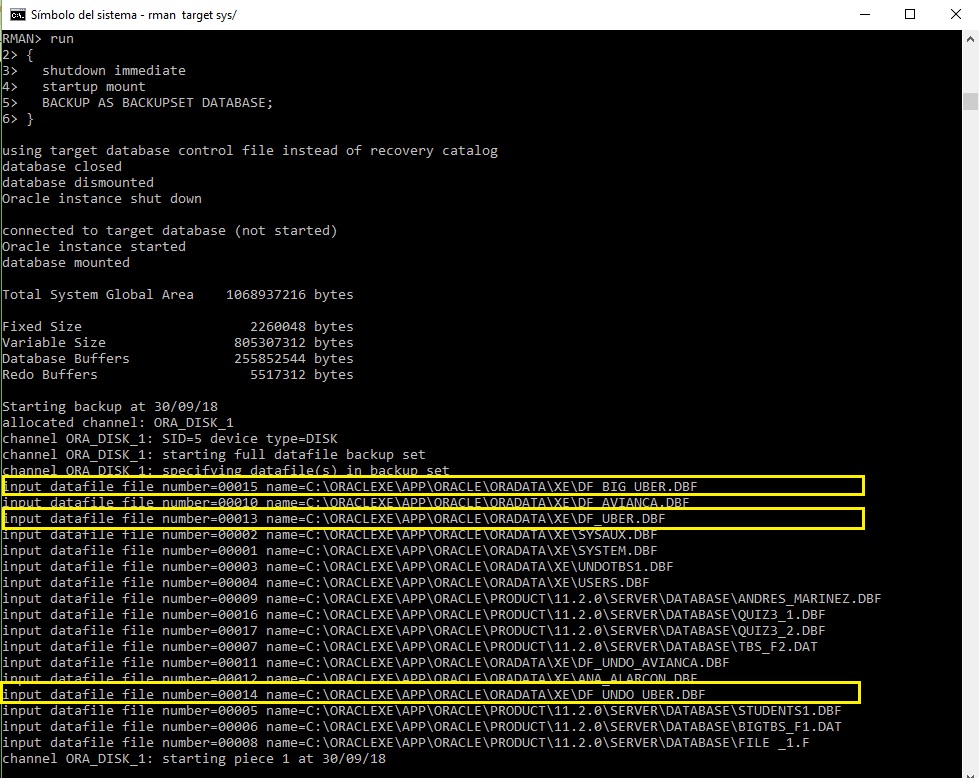 Símbolo del sistema - rman target sys/
RMAN> run
2> {
3>   shutdown immediate
4>   startup mount
5>   BACKUP AS BACKUPSET DATABASE;
6> }
using target database control file instead of recovery catalog
database closed
database dismounted
Oracle instance shut down
connected to target database (not started)
Oracle instance started
database mounted
Total System Global Area    1068937216 bytes
Fixed Size                     2260048 bytes
Variable Size                805307312 bytes
Database Buffers             255852544 bytes
Redo Buffers                   5517312 bytes
Starting backup at 30/09/18
allocated channel: ORA_DISK_1
channel ORA_DISK_1: SID=5 device type=DISK
channel ORA_DISK_1: starting full datafile backup set
channel ORA_DISK_1: specifying datafile(s) in backup set
input datafile file number=00015 name=C:\ORACLEXE\APP\ORACLE\ORADATA\XE\DF_BIG_UBER.DBF
input datafile file number=00010 name=C:\ORACLEXE\APP\ORACLE\ORADATA\XE\DF_AVIANCA.DBF
input datafile file number=00013 name=C:\ORACLEXE\APP\ORACLE\ORADATA\XE\DF_UBER.DBF
input datafile file number=00002 name=C:\ORACLEXE\APP\ORACLE\ORADATA\XE\SYSAUX.DBF
input datafile file number=00001 name=C:\ORACLEXE\APP\ORACLE\ORADATA\XE\SYSTEM.DBF
input datafile file number=00003 name=C:\ORACLEXE\APP\ORACLE\ORADATA\XE\UNDOTBS1.DBF
input datafile file number=00004 name=C:\ORACLEXE\APP\ORACLE\ORADATA\XE\USERS.DBF
input datafile file number=00009 name=C:\ORACLEXE\APP\ORACLE\PRODUCT\11.2.0\SERVER\DATABASE\ANDRES_MARINEZ.DBF
input datafile file number=00016 name=C:\ORACLEXE\APP\ORACLE\PRODUCT\11.2.0\SERVER\DATABASE\QUIZ3_1.DBF
input datafile file number=00017 name=C:\ORACLEXE\APP\ORACLE\PRODUCT\11.2.0\SERVER\DATABASE\QUIZ3_2.DBF
input datafile file number=00007 name=C:\ORACLEXE\APP\ORACLE\PRODUCT\11.2.0\SERVER\DATABASE\TBS_F2.DAT
input datafile file number=00011 name=C:\ORACLEXE\APP\ORACLE\ORADATA\XE\DF_UNDO_AVIANCA.DBF
input datafile file number=00012 name=C:\ORACLEXE\APP\ORACLE\ORADATA\XE\ANA_ALARCON.DBF
input datafile file number=00014 name=C:\ORACLEXE\APP\ORACLE\ORADATA\XE\DF_UNDO_UBER.DBF
input datafile file number=00005 name=C:\ORACLEXE\APP\ORACLE\PRODUCT\11.2.0\SERVER\DATABASE\STUDENTS1.DBF
input datafile file number=00006 name=C:\ORACLEXE\APP\ORACLE\PRODUCT\11.2.0\SERVER\DATABASE\BIGTBS_F1.DAT
input datafile file number=00008 name=C:\ORACLEXE\APP\ORACLE\PRODUCT\11.2.0\SERVER\DATABASE\FILE _1.F
channel ORA_DISK_1: starting piece 1 at 30/09/18